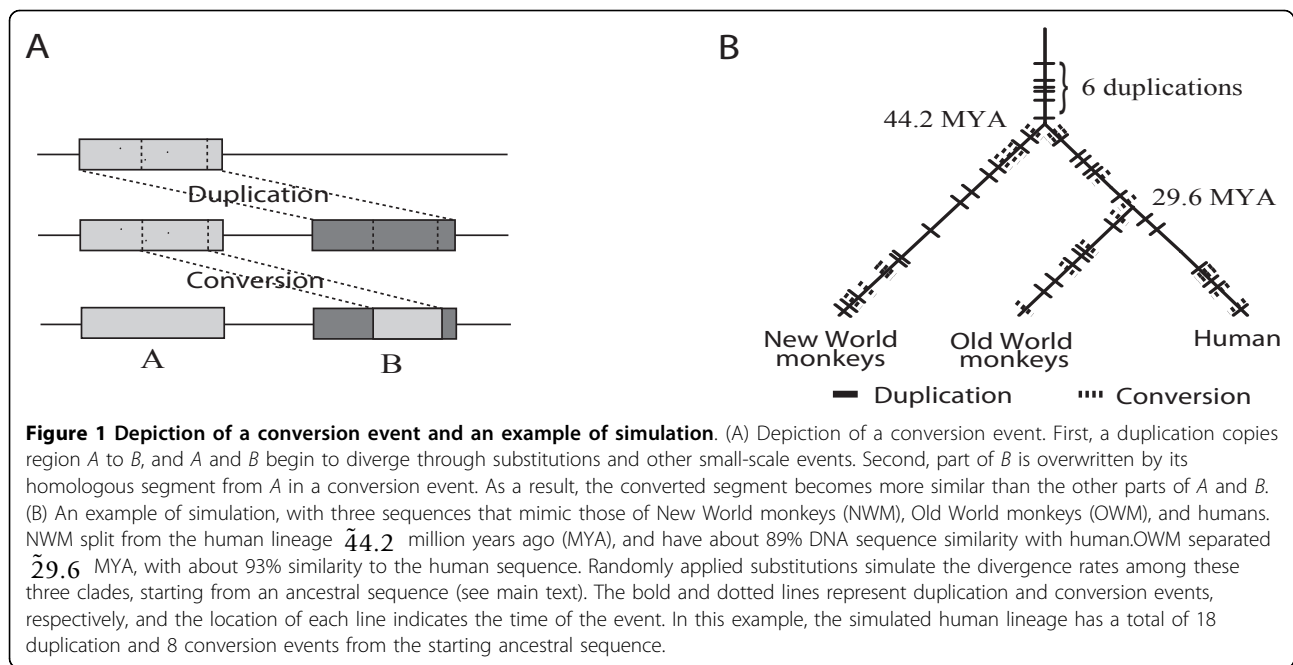 A
B
6 duplications
44.2 MYA
Duplication
29.6 MYA
Conversion
A
B
New World
monkeys
Old World
monkeys
Human
Duplication
Conversion
Figure 1 Depiction of a conversion event and an example of simulation. (A) Depiction of a conversion event. First, a duplication copies
region A to B, and A and B begin to diverge through substitutions and other small-scale events. Second, part of B is overwritten by its
homologous segment from A in a conversion event. As a result, the converted segment becomes more similar than the other parts of A and B.
(B) An example of simulation, with three sequences that mimic those of New World monkeys (NWM), Old World monkeys (OWM), and humans.
NWM split from the human lineage 4̃4.2 million years ago (MYA), and have about 89% DNA sequence similarity with human.OWM separated
2̃9.6 MYA, with about 93% similarity to the human sequence. Randomly applied substitutions simulate the divergence rates among these
three clades, starting from an ancestral sequence (see main text). The bold and dotted lines represent duplication and conversion events,
respectively, and the location of each line indicates the time of the event. In this example, the simulated human lineage has a total of 18
duplication and 8 conversion events from the starting ancestral sequence.